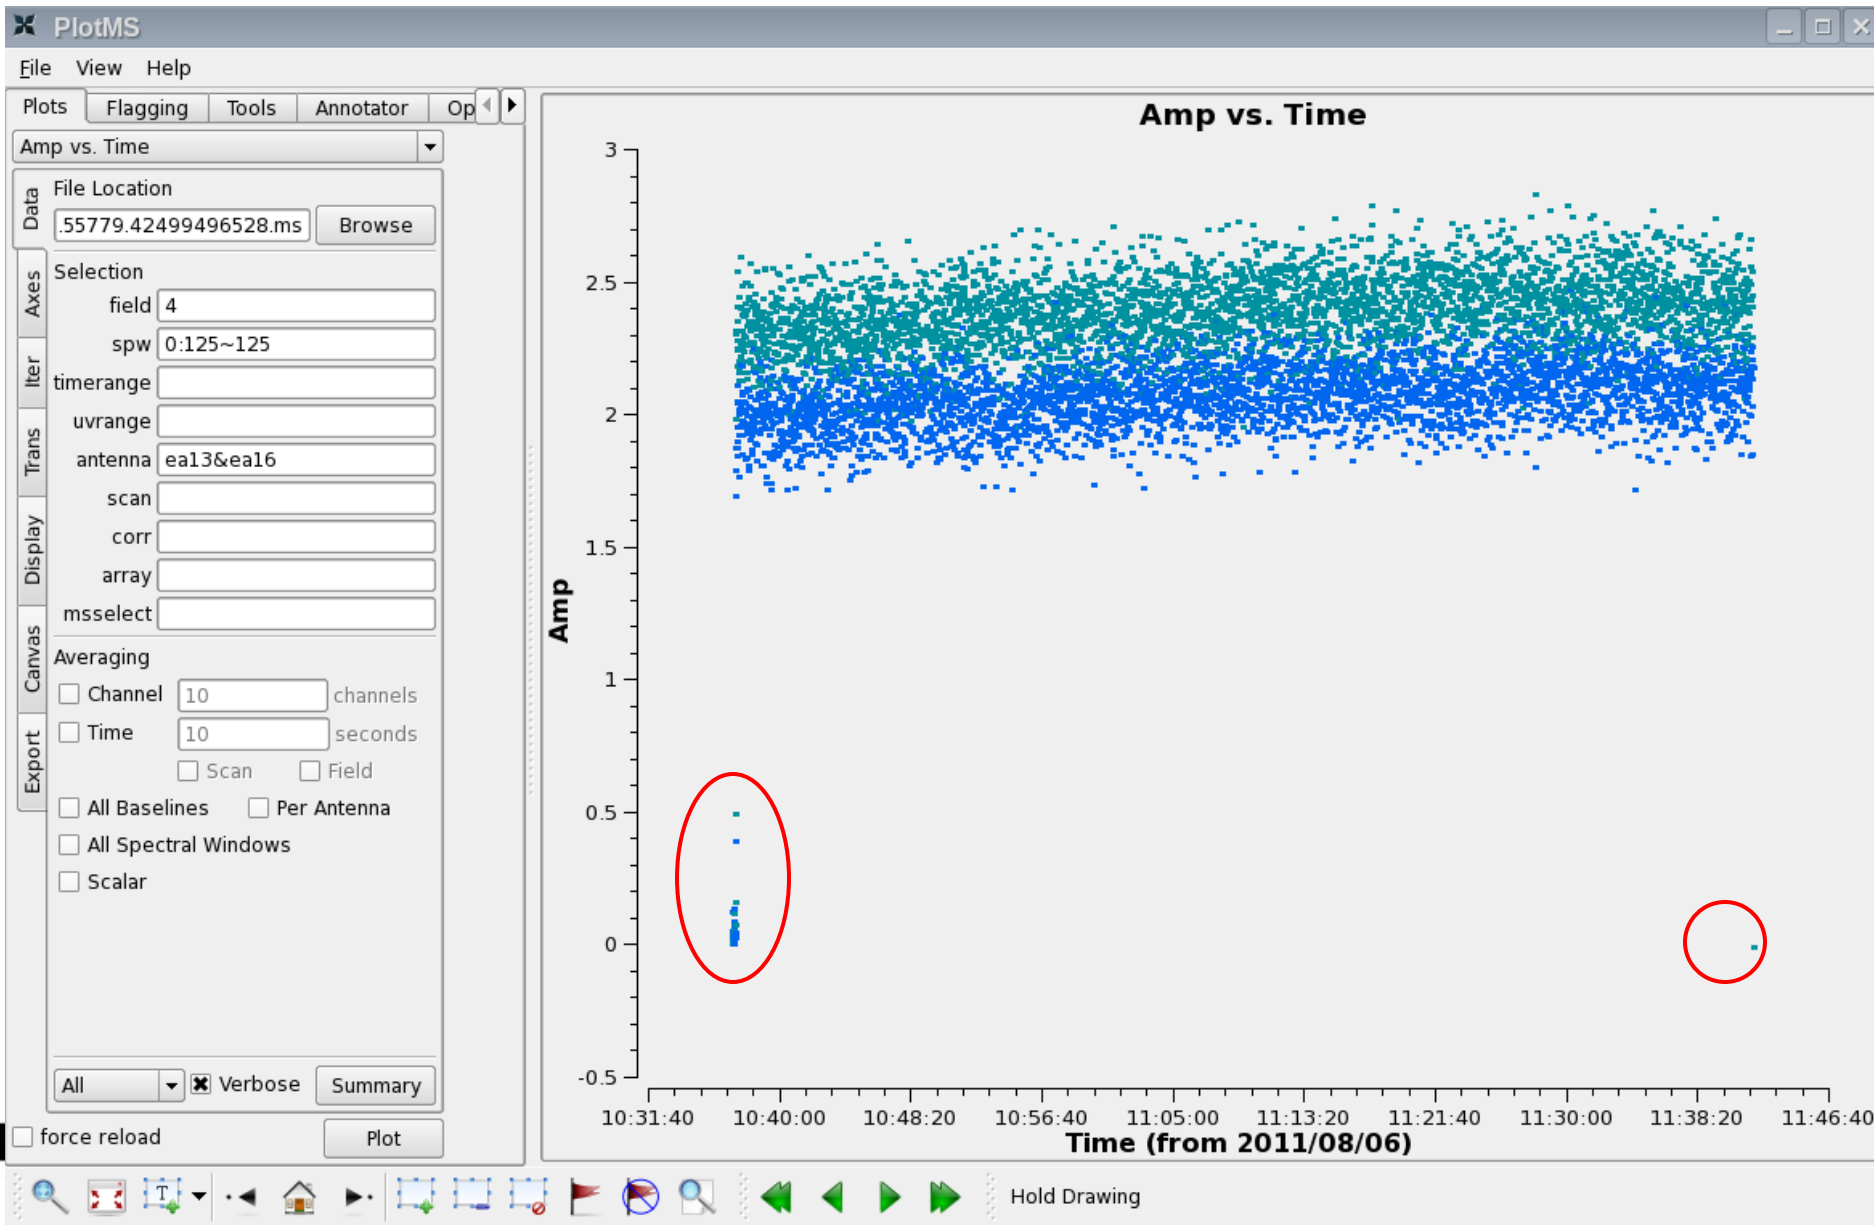 PlotMS
File View Help
Plots Flagging Tools Annotator Op
Amp vs. Time
Data
Axes
Iter
Trans
Display
Canvas
Export
File Location
.55779.42499496528.ms Browse
Selection
field 4
spw 0:125~125
timerange
uvrange
antenna ea13&ea16
scan
corr
array
msselect
Averaging
Channel 10 channels
Time 10 seconds
Scan Field
All Baselines Per Antenna
All Spectral Windows
Scalar
All Verbose Summary
force reload Plot
Amp vs. Time
Amp
3
2.5
2
1.5
1
0.5
0
-0.5
10:31:40 10:40:00 10:48:20 10:56:40 11:05:00 11:13:20 11:21:40 11:30:00 11:38:20 11:46:40
Time (from 2011/08/06)
T
Hold Drawing